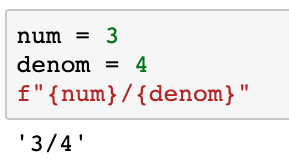 num = 3
denom = 4
f"{num}/{denom}"
'3/4'